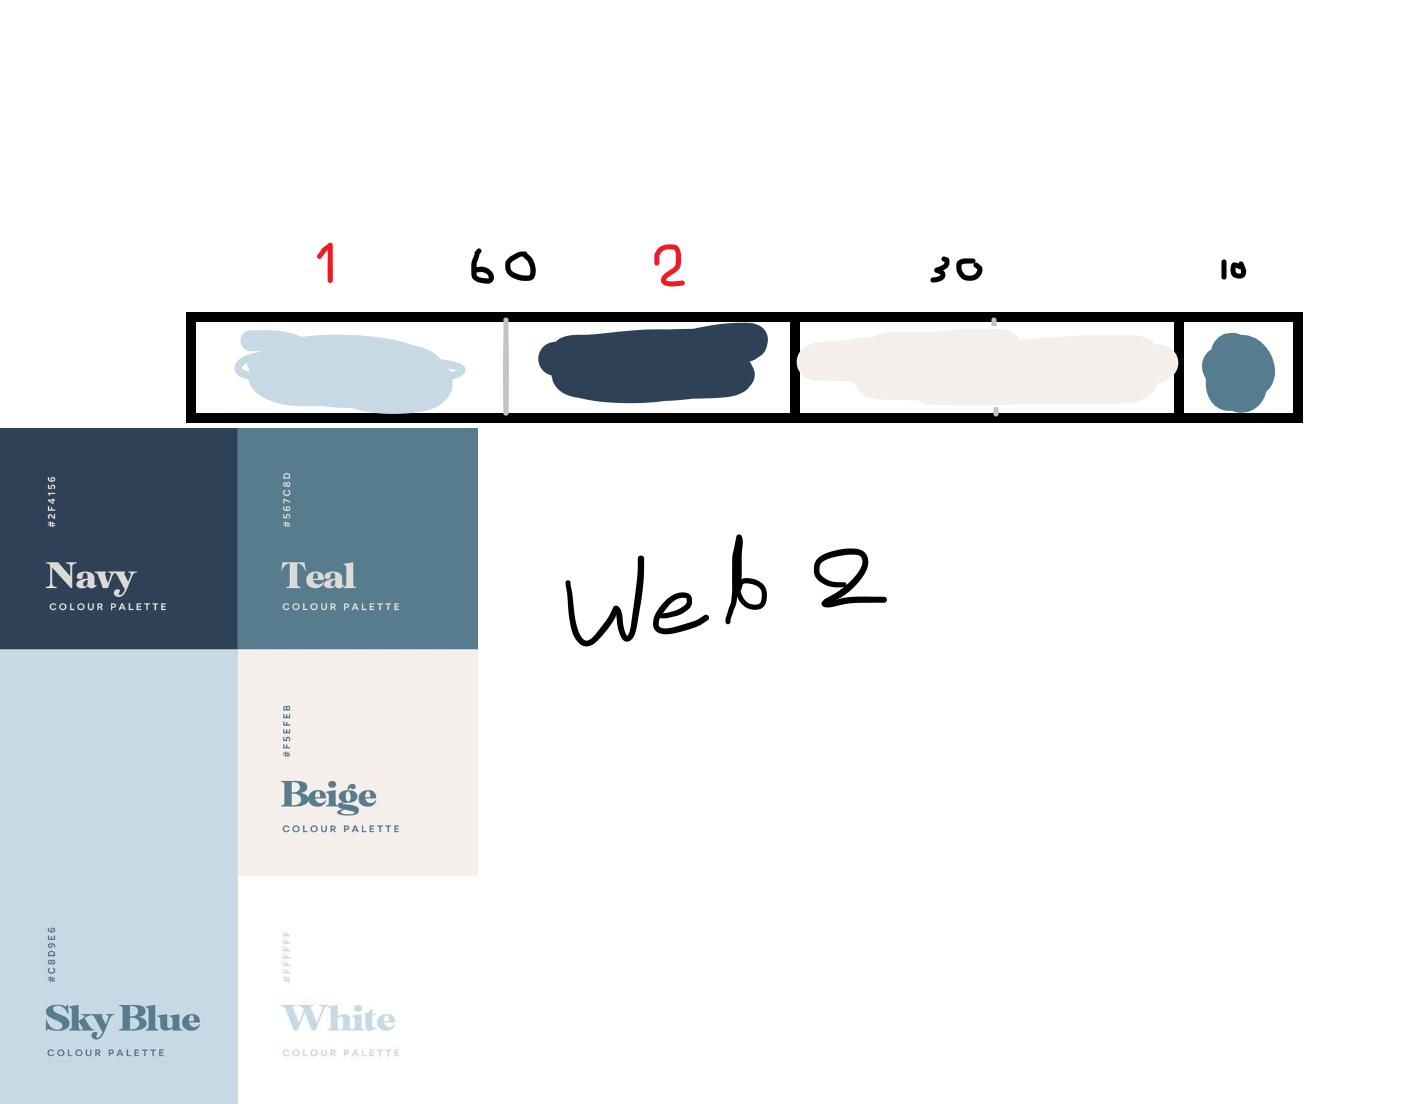 1 60 2 30 10
#2F4156
Navy
COLOUR PALETTE
#567C8D
Teal
COLOUR PALETTE
Web 2
#F5EFEB
Beige
COLOUR PALETTE
#C8D9E6
Sky Blue
COLOUR PALETTE
#FFFFFF
White
COLOUR PALETTE